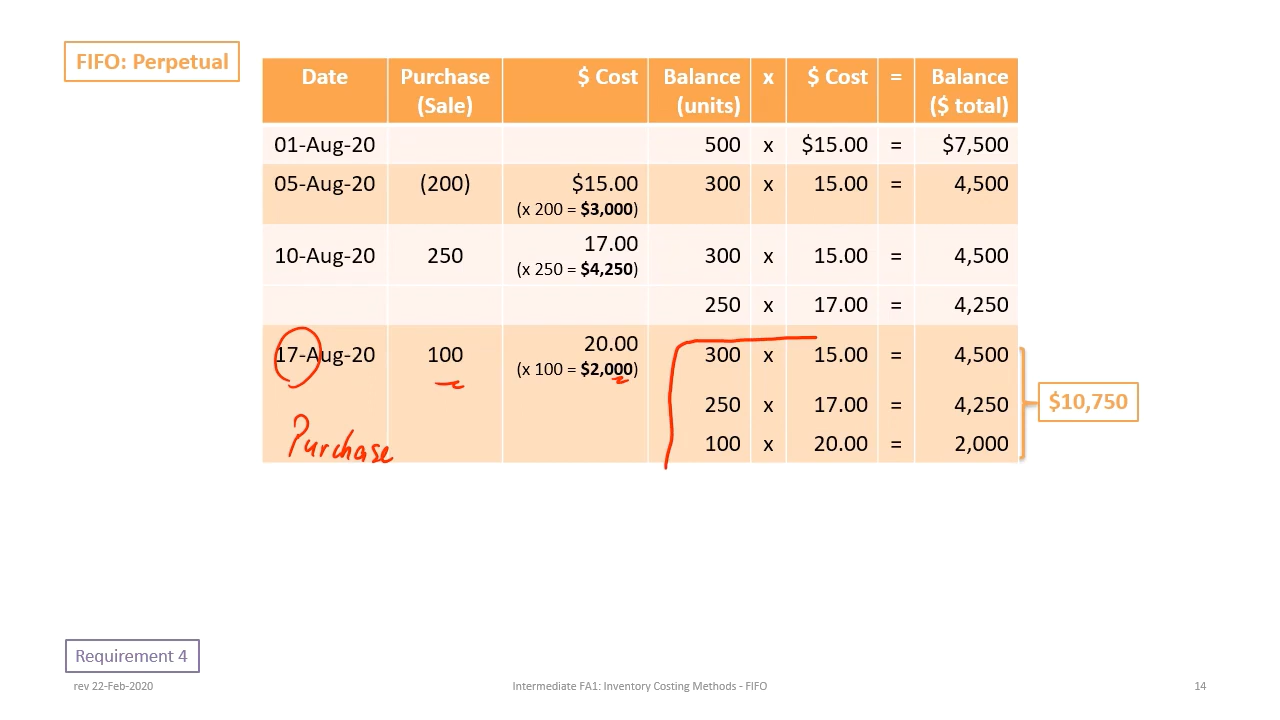 FIFO: Perpetual
Date Purchase (Sale) $ Cost Balance (units) x $ Cost = Balance ($ total)
01-Aug-20 500 x $15.00 = $7,500
05-Aug-20 (200) $15.00 300 x 15.00 = 4,500
(x 200 = $3,000)
10-Aug-20 250 17.00 300 x 15.00 = 4,500
(x 250 = $4,250)
250 x 17.00 = 4,250
17-Aug-20 100 20.00 300 x 15.00 = 4,500
(x 100 = $2,000)
250 x 17.00 = 4,250
$10,750
Purchase 100 x 20.00 = 2,000
Requirement 4
rev 22-Feb-2020 Intermediate FA1: Inventory Costing Methods - FIFO 14